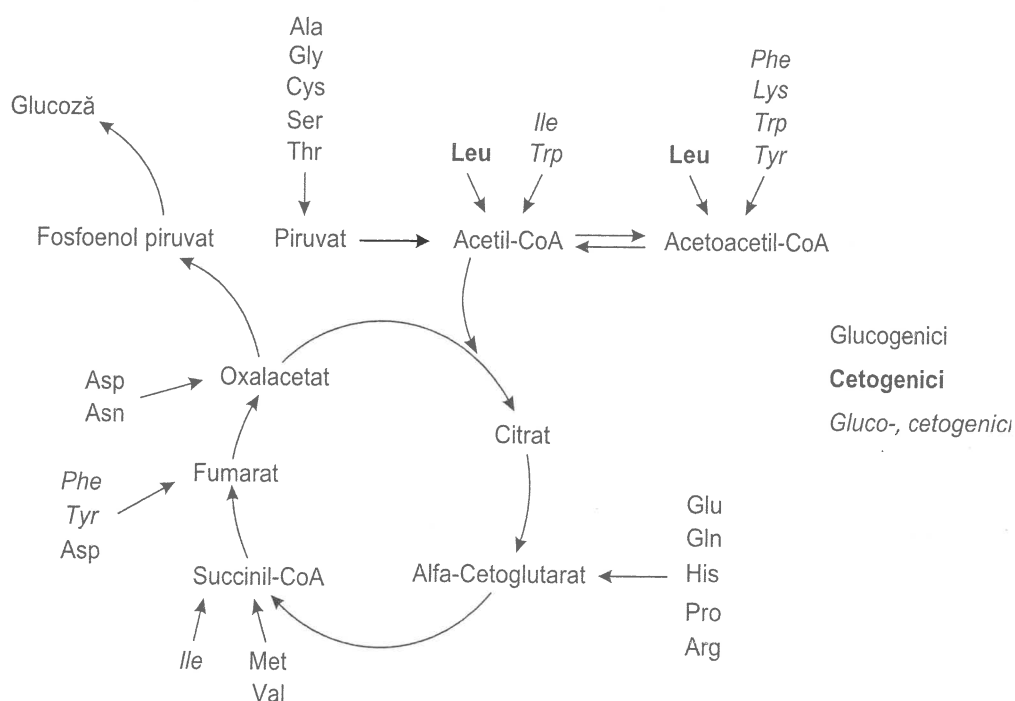 Ala
Gly
Cys
Ser
Thr
Phe
Lys
Trp
Tyr
Glucoză
Leu
Ile
Trp
Leu
Fosfoenol piruvat
Piruvat
Acetil-CoA
Acetoacetil-CoA
Glucogenici
Cetogenici
Gluco-, cetogenici
Oxalacetat
Asp
Asn
Citrat
Fumarat
Phe
Tyr
Asp
Succinil-CoA
Alfa-Cetoglutarat
Glu
Gln
His
Pro
Arg
Ile
Met
Val